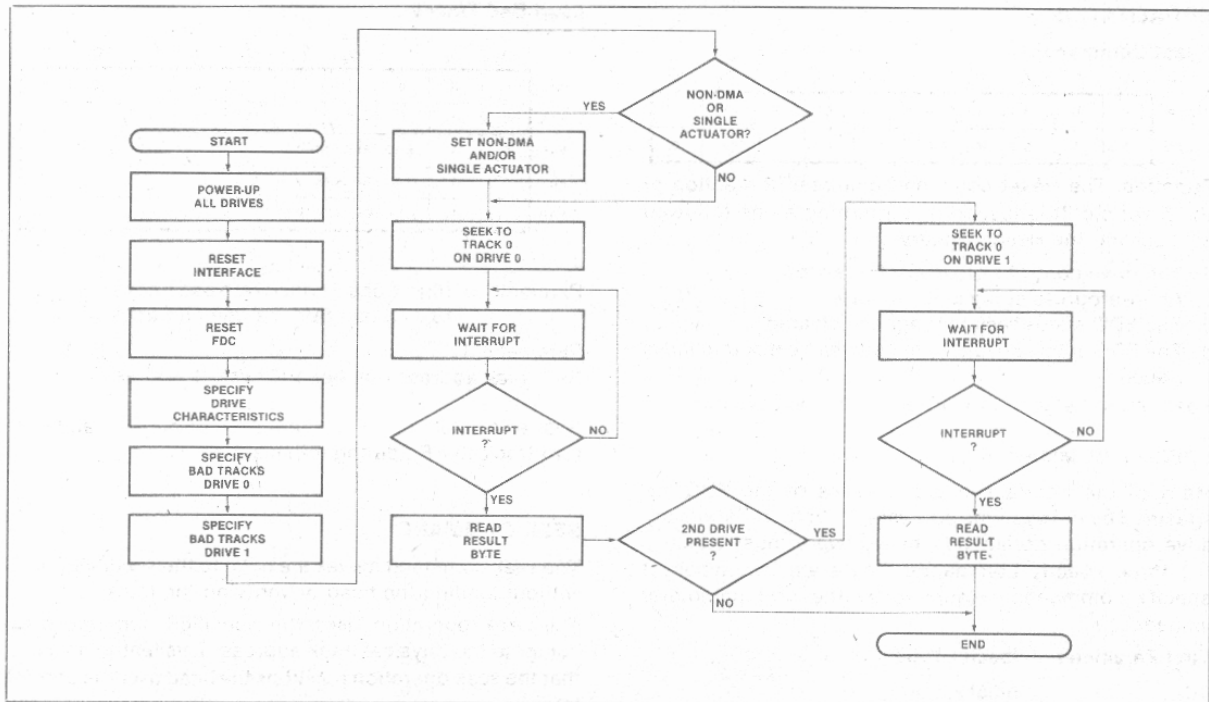 START
POWER-UP
ALL DRIVES
RESET
INTERFACE
RESET
FDC
SPECIFY
DRIVE
CHARACTERISTICS
SPECIFY
BAD TRACKS
DRIVE 0
SPECIFY
BAD TRACKS
DRIVE 1
NON-DMA
OR
SINGLE
ACTUATOR?
YES
NO
SET NON-DMA
AND/OR
SINGLE ACTUATOR
SEEK TO
TRACK 0
ON DRIVE 0
WAIT FOR
INTERRUPT
INTERRUPT
?
NO
YES
READ
RESULT
BYTE
2ND DRIVE
PRESENT
?
YES
NO
SEEK TO
TRACK 0
ON DRIVE 1
WAIT FOR
INTERRUPT
INTERRUPT
?
NO
YES
READ
RESULT
BYTE
END